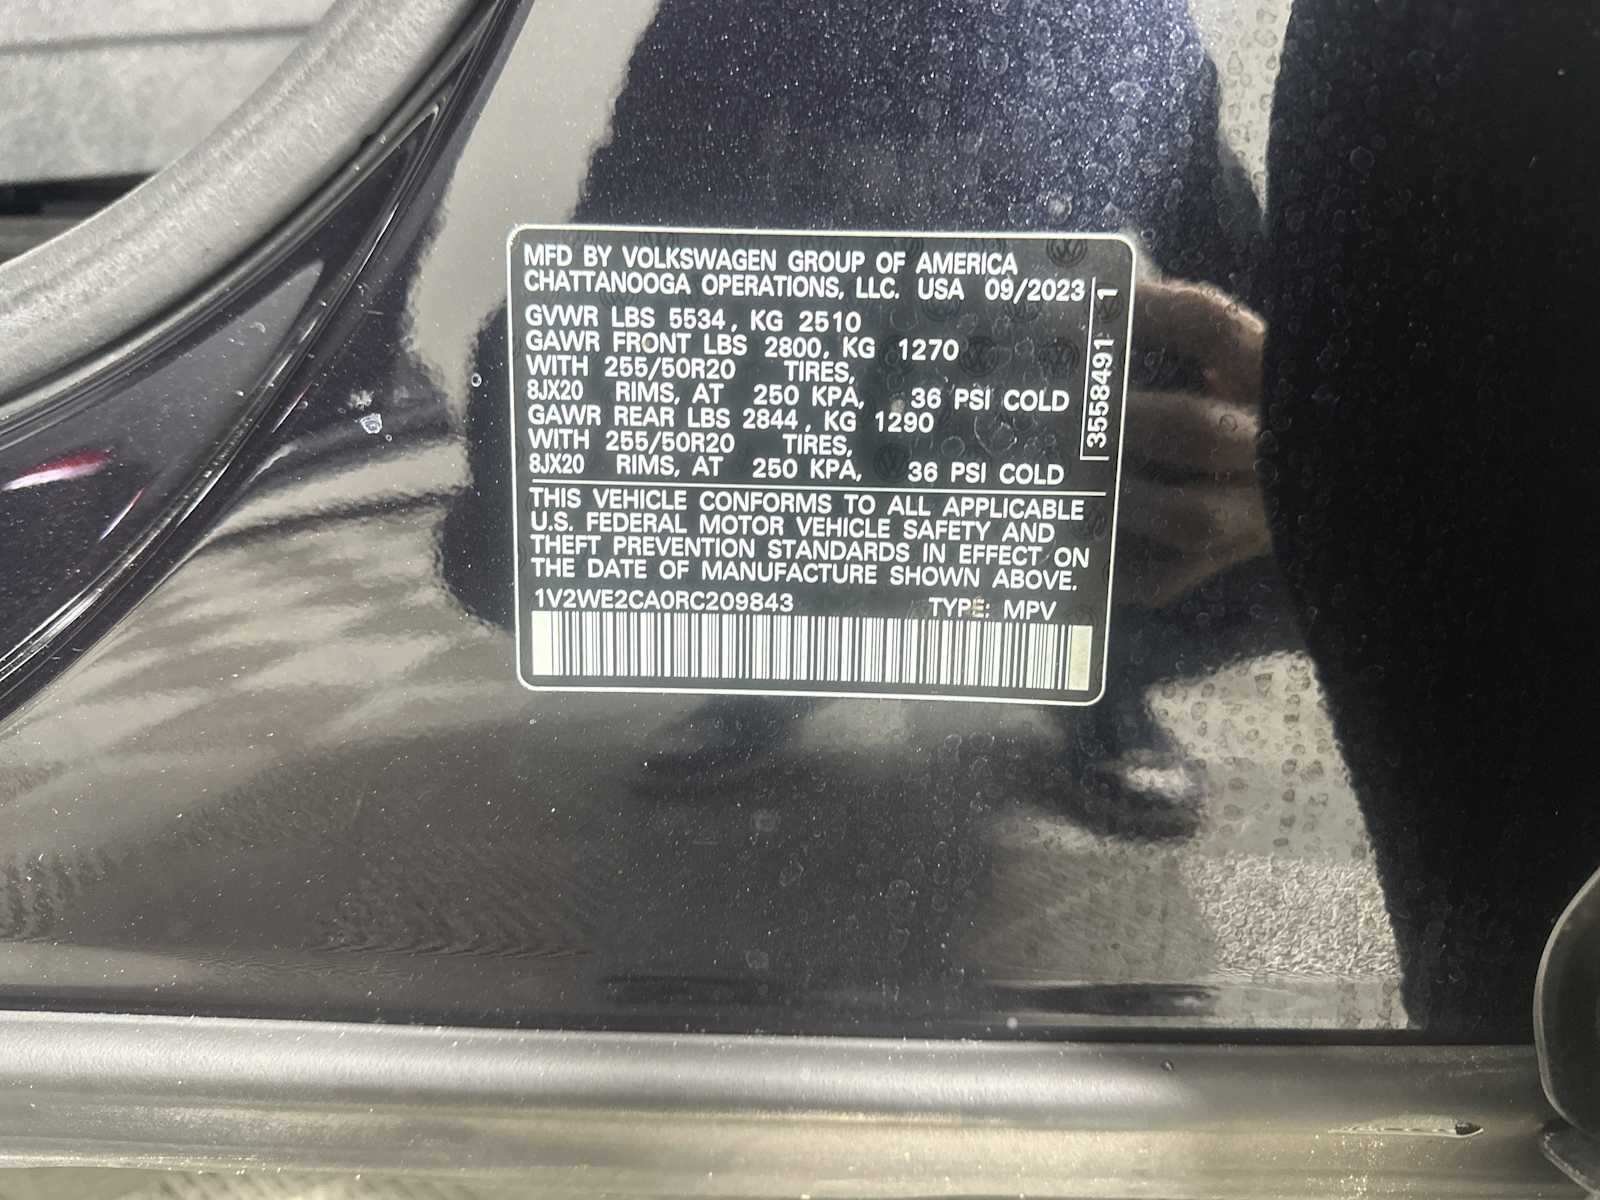 MFD BY VOLKSWAGEN GROUP OF AMERICA
CHATTANOOGA OPERATIONS, LLC. USA 09/2023
GVWR LBS 5534, KG 2510
GAWR FRONT LBS 2800, KG 1270
WITH 255/50R20 TIRES,
8JX20 RIMS, AT 250 KPA, 36 PSI COLD
GAWR REAR LBS 2844, KG 1290
WITH 255/50R20 TIRES,
8JX20 RIMS, AT 250 KPA, 36 PSI COLD
THIS VEHICLE CONFORMS TO ALL APPLICABLE
U.S. FEDERAL MOTOR VEHICLE SAFETY AND
THEFT PREVENTION STANDARDS IN EFFECT ON
THE DATE OF MANUFACTURE SHOWN ABOVE.
1V2WE2CA0RC209843 TYPE: MPV
3558491 1